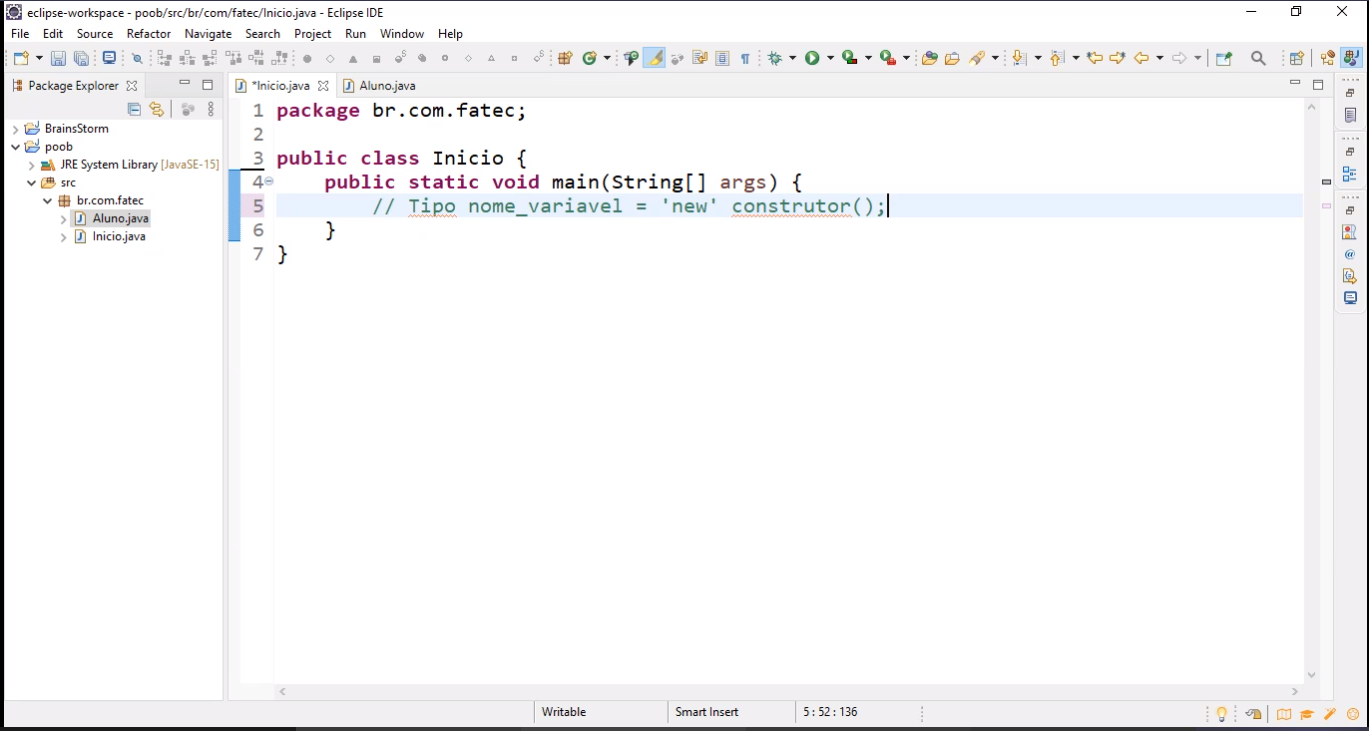 eclipse-workspace - poob/src/br/com/fatec/Inicio.java - Eclipse IDE
File Edit Source Refactor Navigate Search Project Run Window Help
Package Explorer
BrainsStorm
poob
JRE System Library [JavaSE-15]
src
br.com.fatec
Aluno.java
Inicio.java
*Inicio.java Aluno.java
1 package br.com.fatec;
2
3 public class Inicio {
4 public static void main(String[] args) {
5 // Tipo nome_variavel = 'new' construtor();
6 }
7 }
Writable Smart Insert 5 : 52 : 136